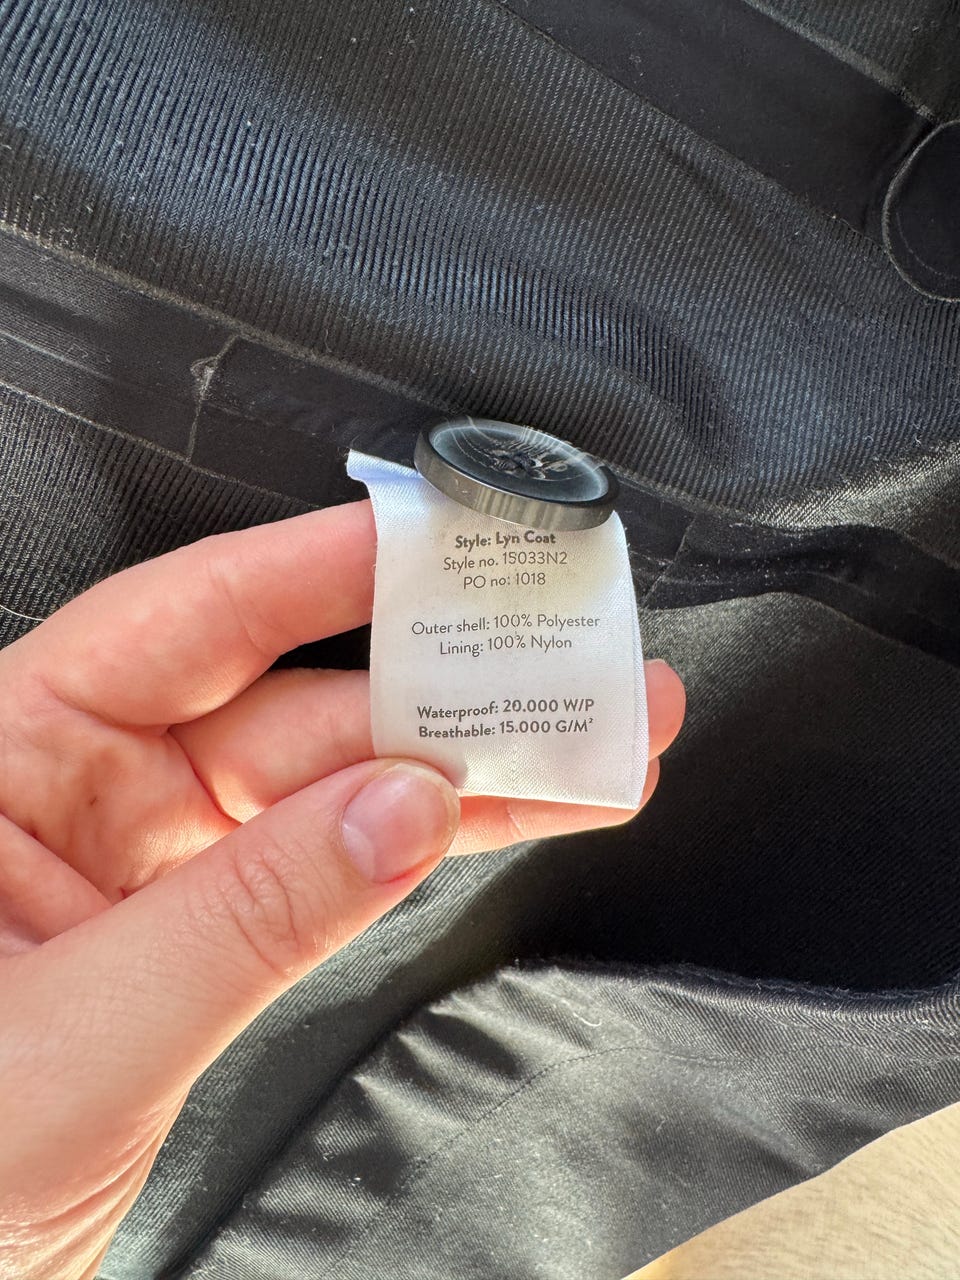 Style: Lyn Coat
Style no. 15033N2
PO no: 1018
Outer shell: 100% Polyester
Lining: 100% Nylon
Waterproof: 20.000 W/P
Breathable: 15.000 G/M²